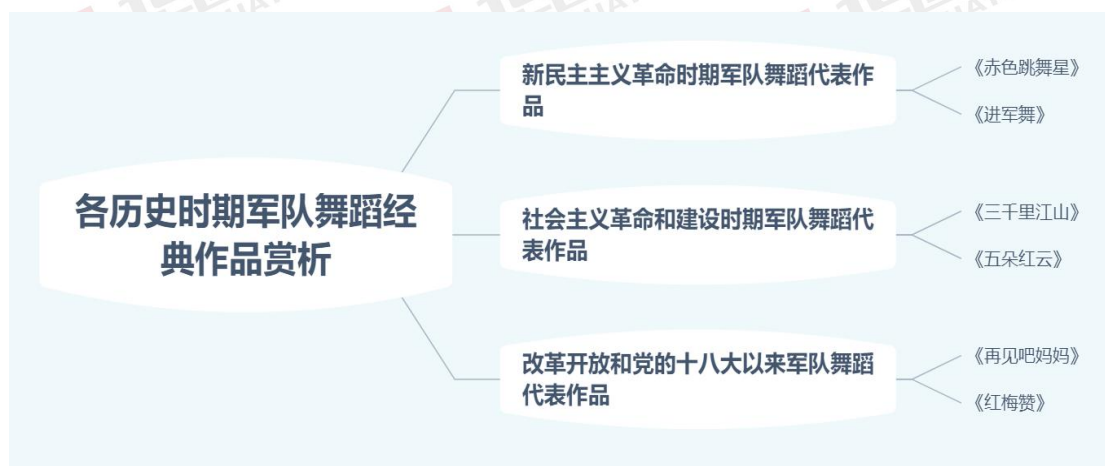 各历史时期军队舞蹈经
典作品赏析
新民主主义革命时期军队舞蹈代表作
品
《赤色跳舞星》
《进军舞》
社会主义革命和建设时期军队舞蹈代
表作品
《三千里江山》
《五朵红云》
改革开放和党的十八大以来军队舞蹈
代表作品
《再见吧妈妈》
《红梅赞》